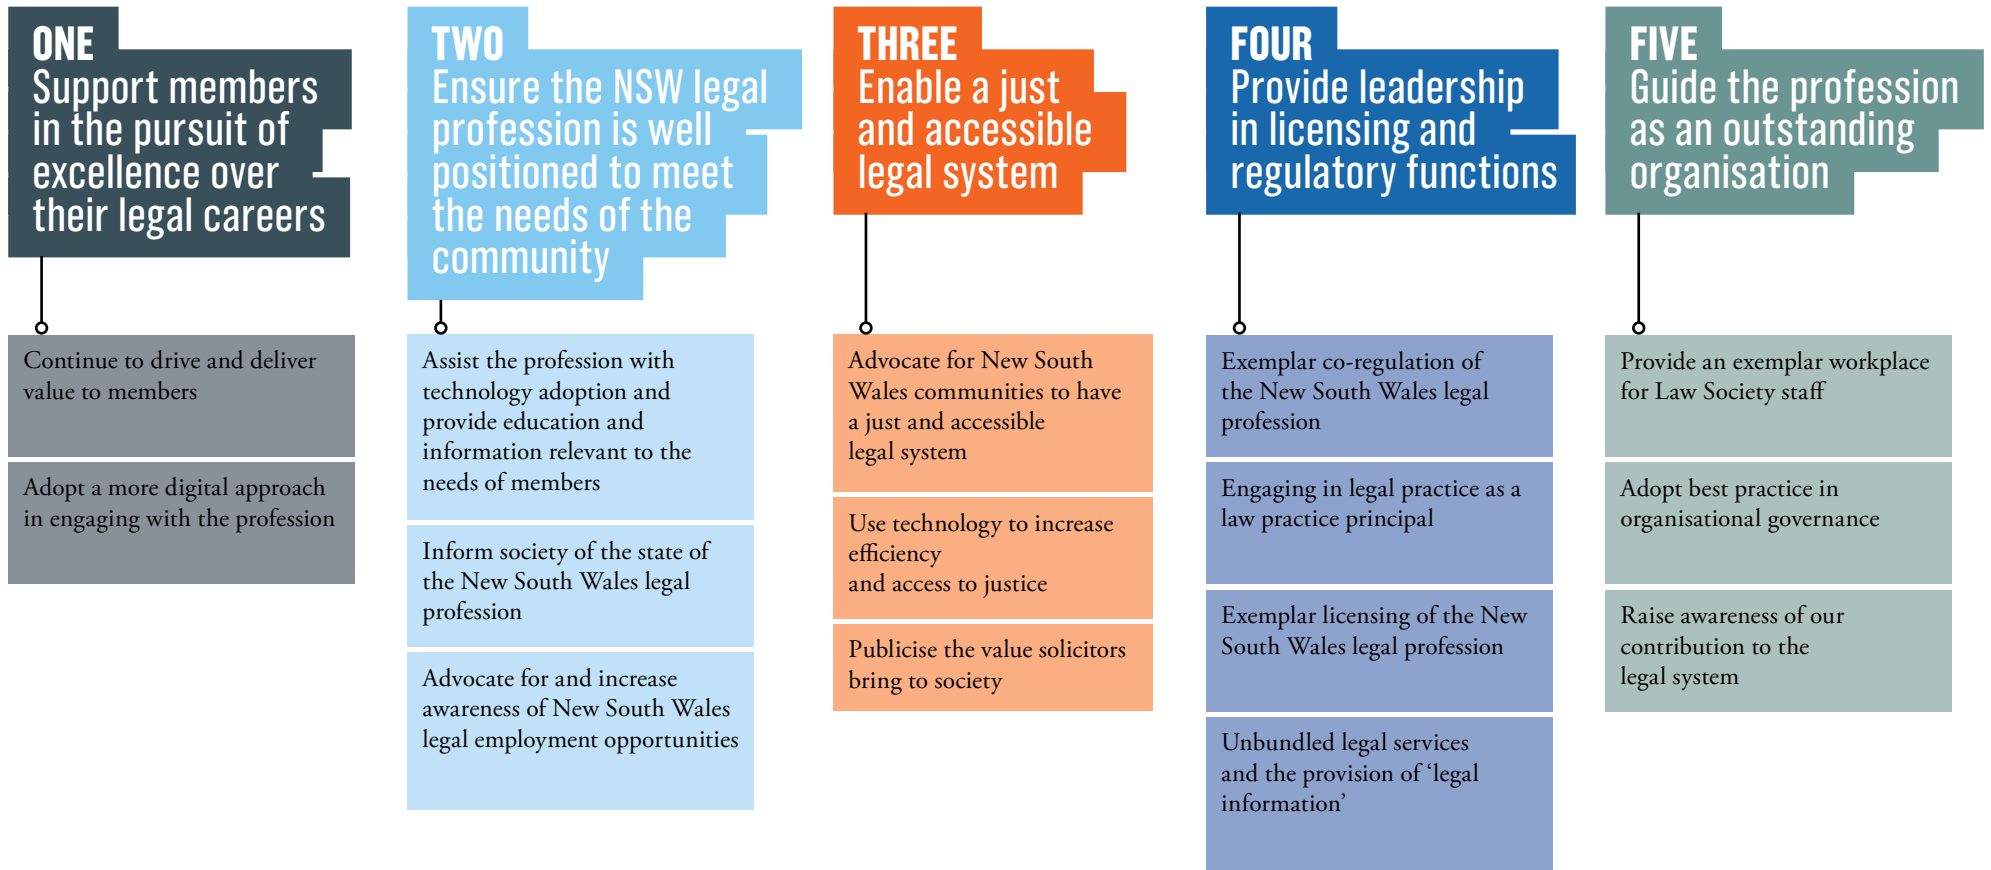 ONE
Support members
in the pursuit of
excellence over
their legal careers
Continue to drive and deliver
value to members
Adopt a more digital approach
in engaging with the profession
TWO
Ensure the NSW legal
profession is well
positioned to meet
the needs of the
community
Assist the profession with
technology adoption and
provide education and
information relevant to the
needs of members
Inform society of the state of
the New South Wales legal
profession
Advocate for and increase
awareness of New South Wales
legal employment opportunities
THREE
Enable a just
and accessible
legal system
Advocate for New South
Wales communities to have
a just and accessible
legal system
Use technology to increase
efficiency
and access to justice
Publicise the value solicitors
bring to society
FOUR
Provide leadership
in licensing and
regulatory functions
Exemplar co-regulation of
the New South Wales legal
profession
Engaging in legal practice as a
law practice principal
Exemplar licensing of the New
South Wales legal profession
Unbundled legal services
and the provision of ‘legal
information’
FIVE
Guide the profession
as an outstanding
organisation
Provide an exemplar workplace
for Law Society staff
Adopt best practice in
organisational governance
Raise awareness of our
contribution to the
legal system